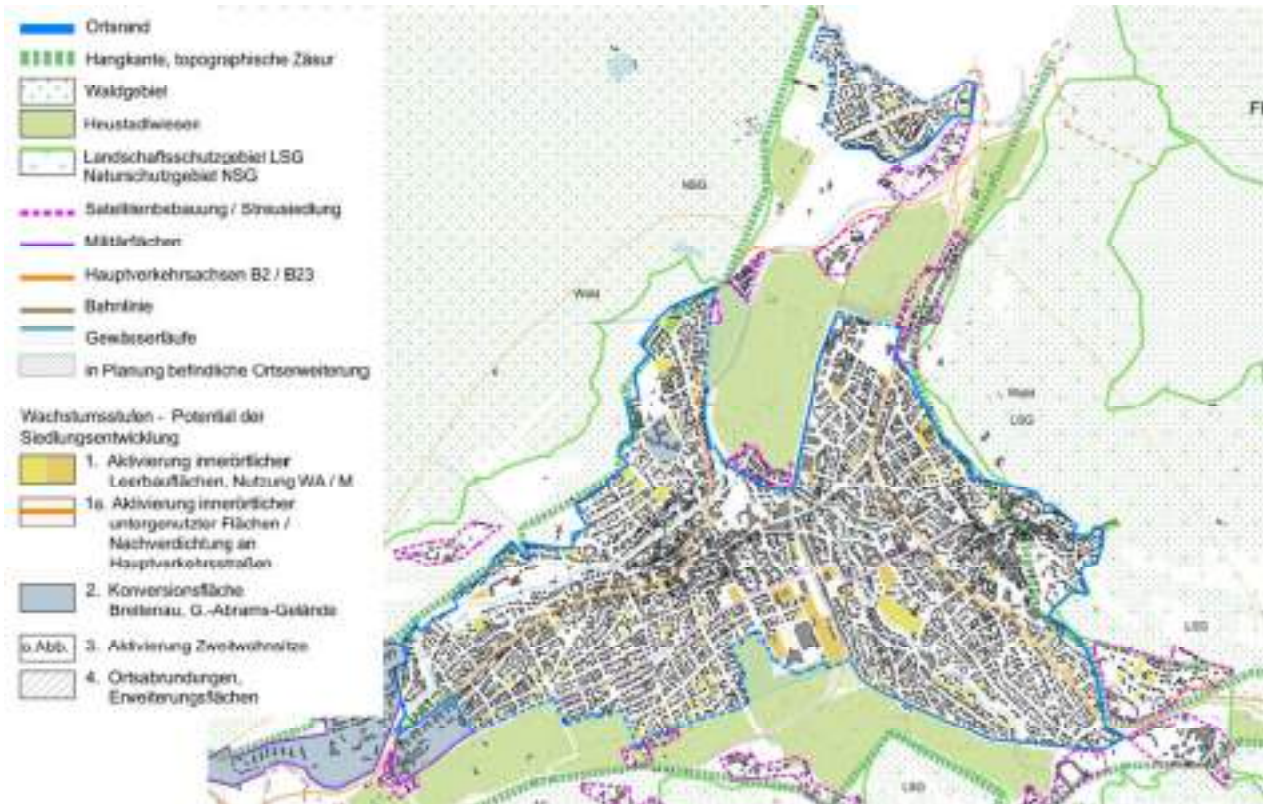 Ortsrand
Hangkante, topographische Zäsur
Waldgebiet
Heustadlwiesen
Landschaftsschutzgebiet LSG
Naturschutzgebiet NSG
Satellitenbebauung / Streusiedlung
Militärflächen
Hauptverkehrsachsen B2 / B23
Bahnlinie
Gewässerläufe
in Planung befindliche Ortserweiterung
Wachstumsstufen - Potential der
Siedlungsentwicklung
1. Aktivierung innerörtlicher
Leerbauflächen, Nutzung WA / M
1a. Aktivierung innerörtlicher
untergenutzter Flächen /
Nachverdichtung an
Hauptverkehrsstraßen
2. Konversionsfläche
Breitenau, G.-Abrams-Gelände
o.Abb. 3. Aktivierung Zweitwohnsitze
4. Ortsabrundungen,
Erweiterungsflächen
Fl
NSG
Wald
Wald
LSG
LSG
LSG